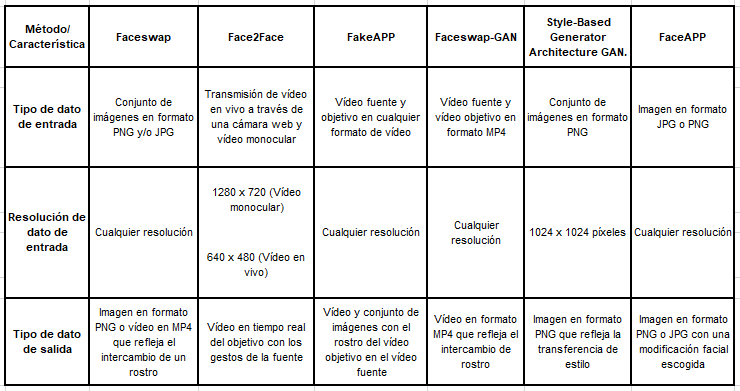 Método/
Característica
Faceswap
Face2Face
FakeAPP
Faceswap-GAN
Style-Based
Generator
Architecture GAN.
FaceAPP
Tipo de dato
de entrada
Conjunto de
imágenes en formato
PNG y/o JPG
Transmisión de vídeo
en vivo a través de
una cámara web y
vídeo monocular
Vídeo fuente y
objetivo en cualquier
formato de vídeo
Vídeo fuente y
vídeo objetivo en
formato MP4
Conjunto de
imágenes en formato
PNG
Imagen en formato
JPG o PNG
Resolución de
dato de
entrada
Cualquier resolución
1280 x 720 (Vídeo
monocular)
640 x 480 (Vídeo en
vivo)
Cualquier resolución
Cualquier
resolución
1024 x 1024 píxeles
Cualquier resolución
Tipo de dato
de salida
Imagen en formato
PNG o vídeo en MP4
que refleja el
intercambio de un
rostro
Vídeo en tiempo real
del objetivo con los
gestos de la fuente
Vídeo y conjunto de
imágenes con el
rostro del vídeo
objetivo en el vídeo
fuente
Vídeo en formato
MP4 que refleja el
intercambio de
rostro
Imagen en formato
PNG que refleja la
transferencia de
estilo
Imagen en formato
PNG o JPG con una
modificación facial
escogida